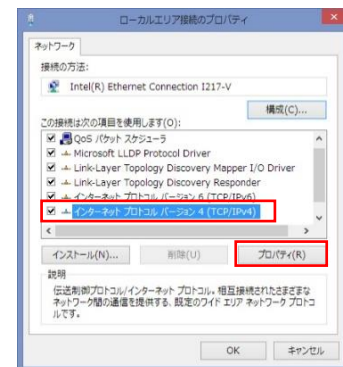 ローカルエリア接続のプロパティ
ネットワーク
接続の方法:
Intel(R) Ethernet Connection I217-V
構成(C)...
この接続は次の項目を使用します(O):
QoS パケット スケジューラ
Microsoft LLDP Protocol Driver
Link-Layer Topology Discovery Mapper I/O Driver
Link-Layer Topology Discovery Responder
インターネット プロトコル バージョン 6 (TCP/IPv6)
インターネット プロトコル バージョン 4 (TCP/IPv4)
インストール(N)...
削除(U)
プロパティ(R)
説明
伝送制御プロトコル/インターネット プロトコル。相互接続されたさまざまな
ネットワーク間の通信を提供する、既定のワイド エリア ネットワーク プロトコ
ルです。
OK
キャンセル